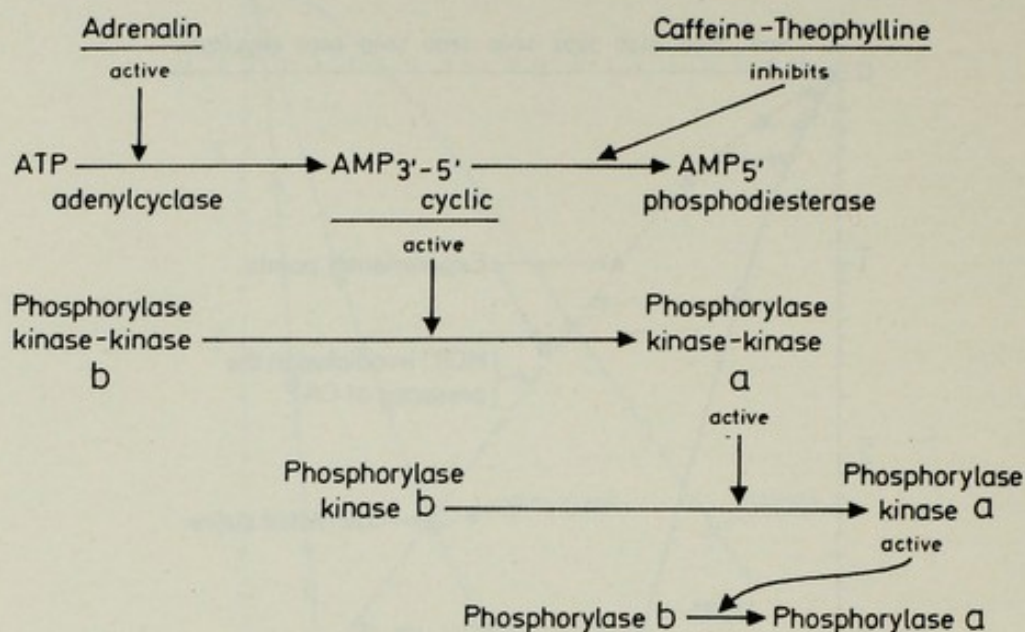 Adrenalin
Caffeine-Theophylline
active
inhibits
ATP
AMP3'-5'
AMP5'
adenylcyclase
cyclic
phosphodiesterase
active
Phosphorylase
kinase-kinase
b
Phosphorylase
kinase-kinase
a
active
Phosphorylase
kinase b
Phosphorylase
kinase a
active
Phosphorylase b
Phosphorylase a